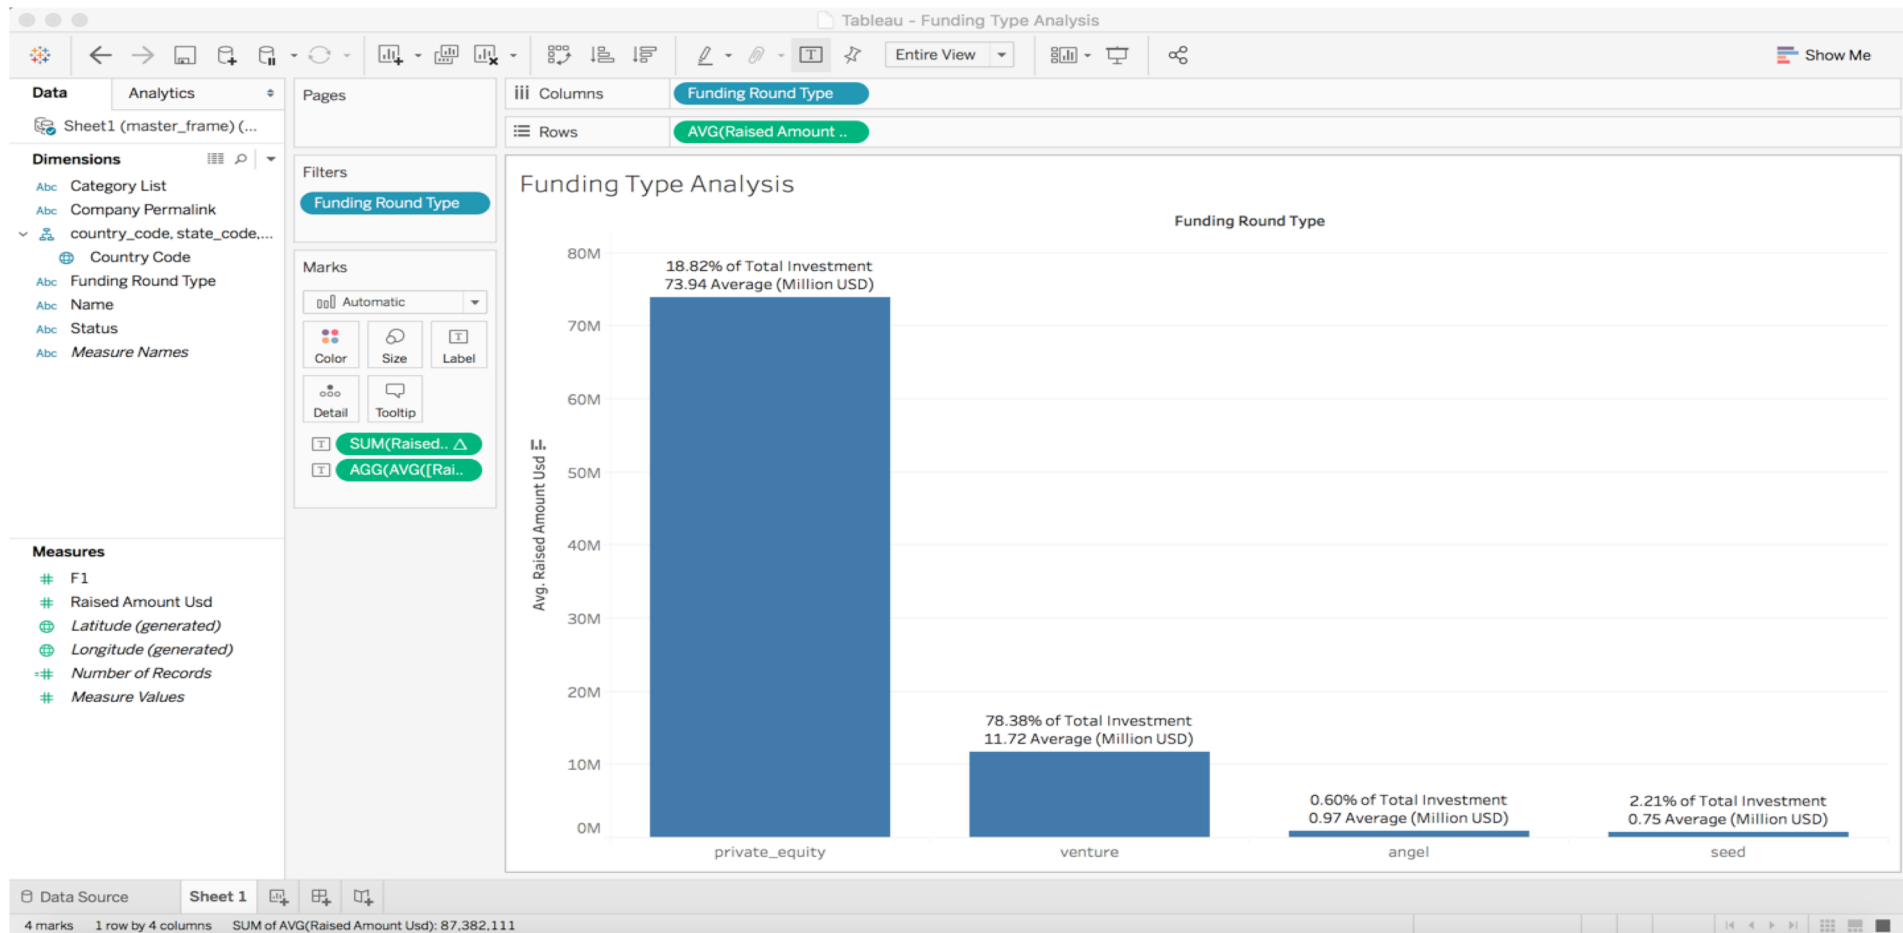 Tableau - Funding Type Analysis
Entire View
Show Me
Data
Analytics
Sheet1 (master_frame) (...
Dimensions
Abc Category List
Abc Company Permalink
country_code, state_code,...
Country Code
Abc Funding Round Type
Abc Name
Abc Status
Abc Measure Names
Measures
F1
Raised Amount Usd
Latitude (generated)
Longitude (generated)
Number of Records
Measure Values
Pages
Filters
Funding Round Type
Marks
Automatic
Color
Size
Label
Detail
Tooltip
SUM(Raised..
AGG(AVG([Rai..
Columns
Funding Round Type
Rows
AVG(Raised Amount ..
Funding Type Analysis
Funding Round Type
Avg. Raised Amount Usd
80M
70M
60M
50M
40M
30M
20M
10M
0M
18.82% of Total Investment
73.94 Average (Million USD)
78.38% of Total Investment
11.72 Average (Million USD)
0.60% of Total Investment
0.97 Average (Million USD)
2.21% of Total Investment
0.75 Average (Million USD)
private_equity
venture
angel
seed
Data Source
Sheet 1
4 marks
1 row by 4 columns
SUM of AVG(Raised Amount Usd): 87,382,111